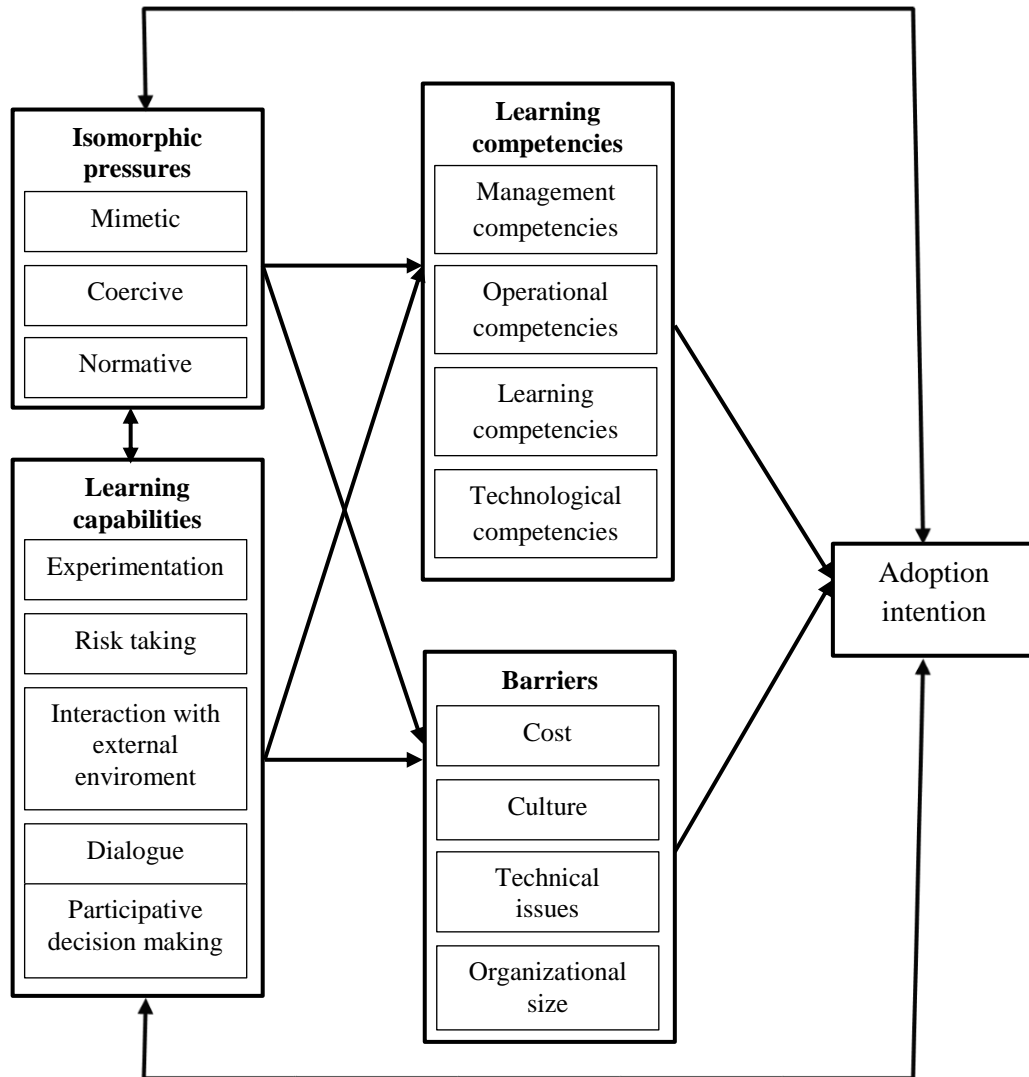 Isomorphic
pressures
Mimetic
Coercive
Normative
Learning
capabilities
Experimentation
Risk taking
Interaction with
external
enviroment
Dialogue
Participative
decision making
Learning
competencies
Management
competencies
Operational
competencies
Learning
competencies
Technological
competencies
Barriers
Cost
Culture
Technical
issues
Organizational
size
Adoption
intention